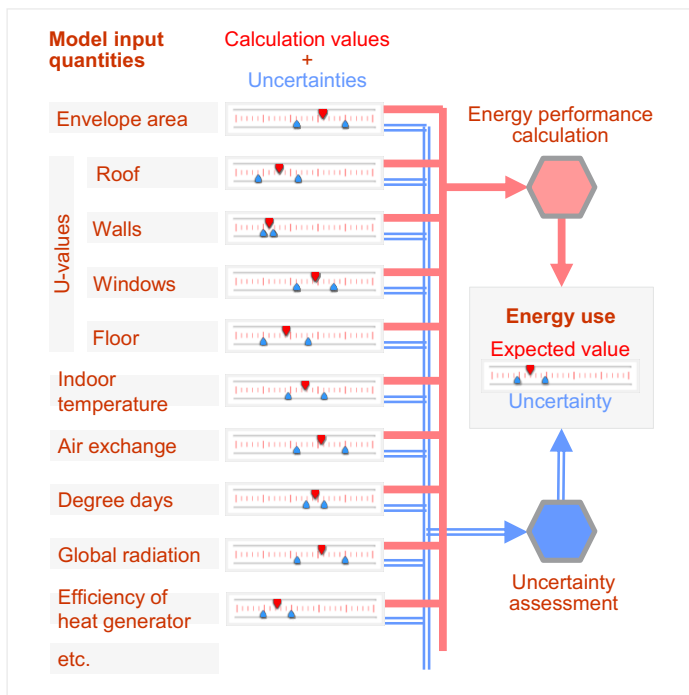 Model input
quantities
Calculation values
+
Uncertainties
Envelope area
U-values
Roof
Walls
Windows
Floor
Indoor
temperature
Air exchange
Degree days
Global radiation
Efficiency of
heat generator
etc.
Energy performance
calculation
Energy use
Expected value
Uncertainty
Uncertainty
assessment